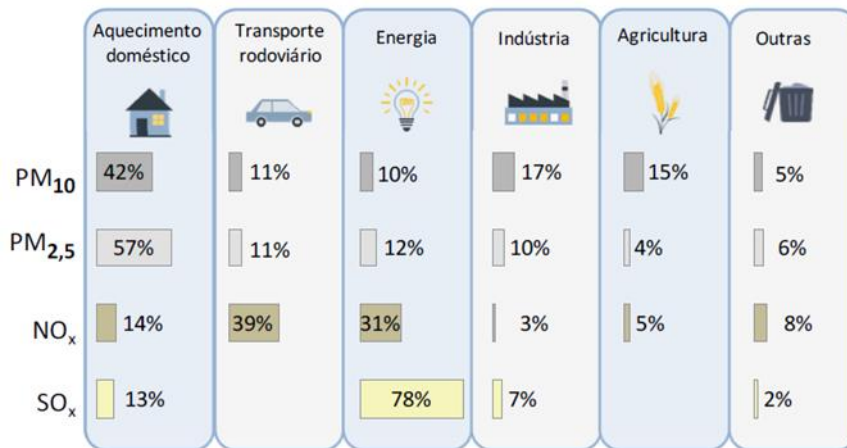 Aquecimento doméstico
Transporte rodoviário
Energia
Indústria
Agricultura
Outras
PM10 42% 11% 10% 17% 15% 5%
PM2,5 57% 11% 12% 10% 4% 6%
NOx 14% 39% 31% 3% 5% 8%
SOx 13% 78% 7% 2%